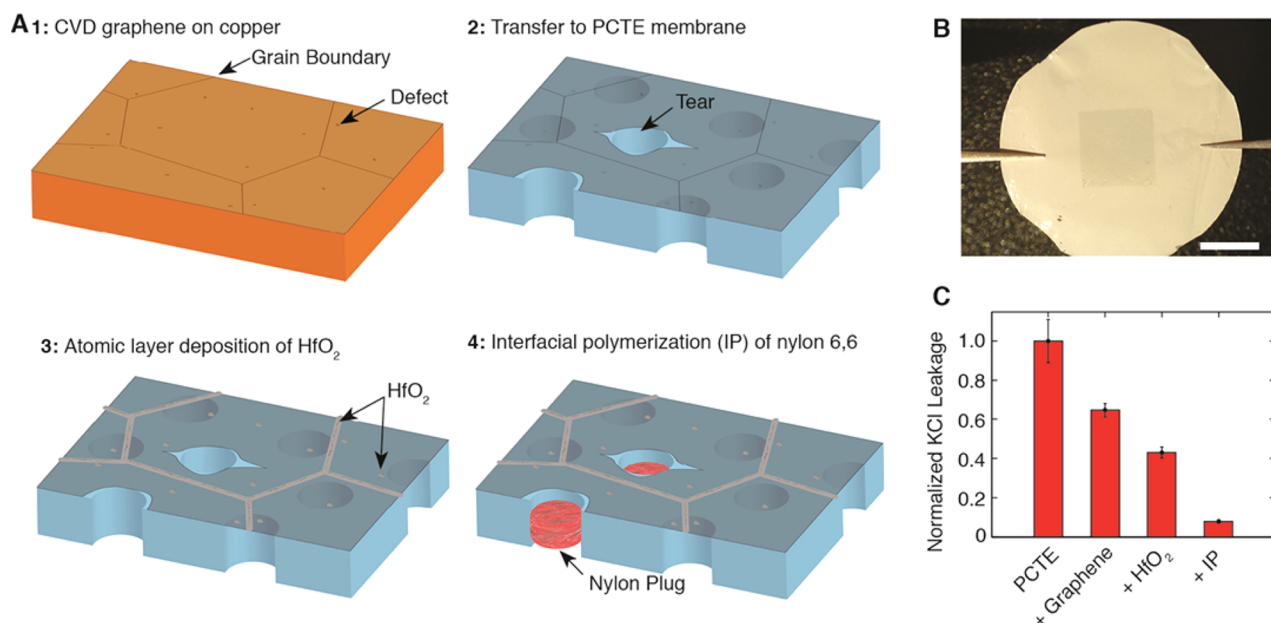 A 1: CVD graphene on copper
Grain Boundary
Defect
2: Transfer to PCTE membrane
Tear
3: Atomic layer deposition of HfO₂
HfO₂
4: Interfacial polymerization (IP) of nylon 6,6
Nylon Plug
B
C
Normalized KCl Leakage
1.0
0.8
0.6
0.4
0.2
0
PCTE
+ Graphene
+ HfO₂
+ IP